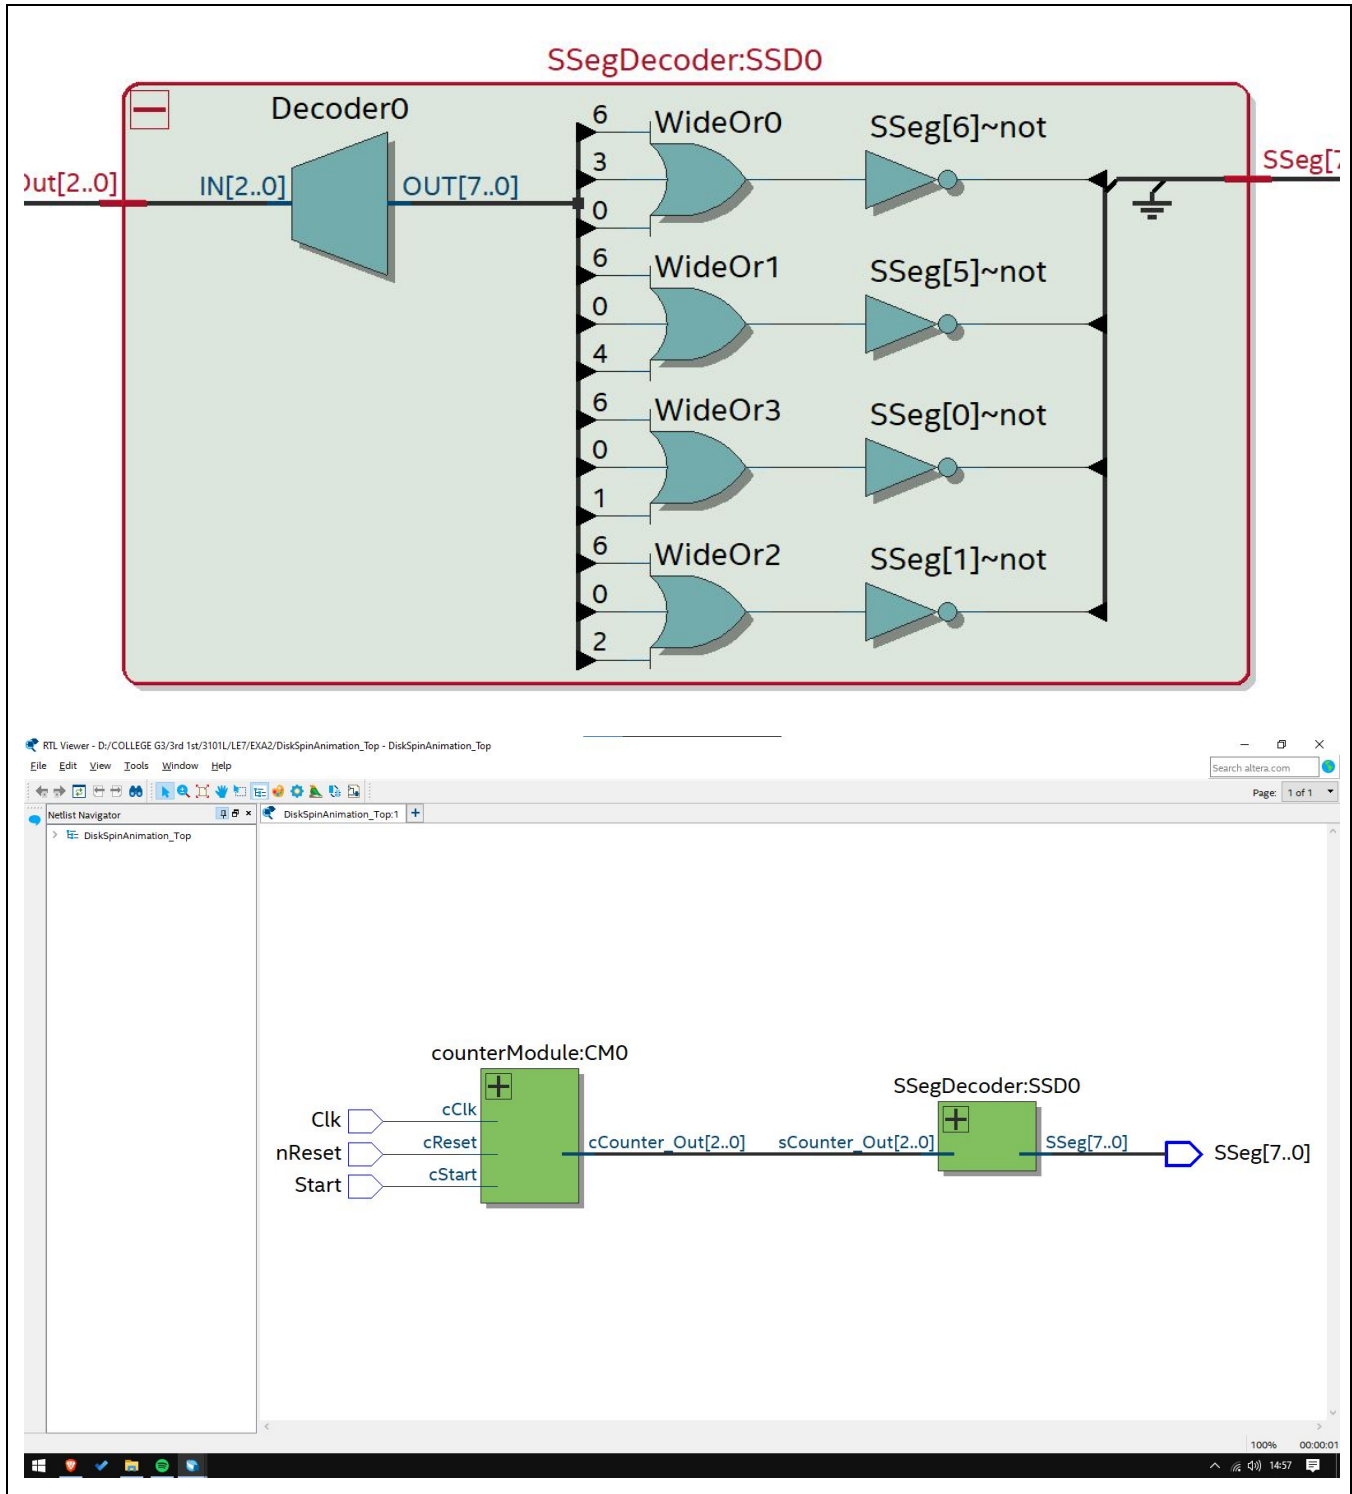 SSegDecoder:SSD0
Decoder0
Out[2..0]
IN[2..0]
OUT[7..0]
6
3
0
WideOr0
SSeg[6]~not
SSeg[7
6
0
4
WideOr1
SSeg[5]~not
6
0
1
WideOr3
SSeg[0]~not
6
0
2
WideOr2
SSeg[1]~not
RTL Viewer - D:/COLLEGE G3/3rd 1st/3101L/LE7/EXA2/DiskSpinAnimation_Top - DiskSpinAnimation_Top
File Edit View Tools Window Help
Search altera.com
Page: 1 of 1
Netlist Navigator
DiskSpinAnimation_Top:1
DiskSpinAnimation_Top
counterModule:CM0
SSegDecoder:SSD0
Clk
cClk
nReset
cReset
cCounter_Out[2..0]
sCounter_Out[2..0]
SSeg[7..0]
SSeg[7..0]
Start
cStart
100% 00:00:01
14:57